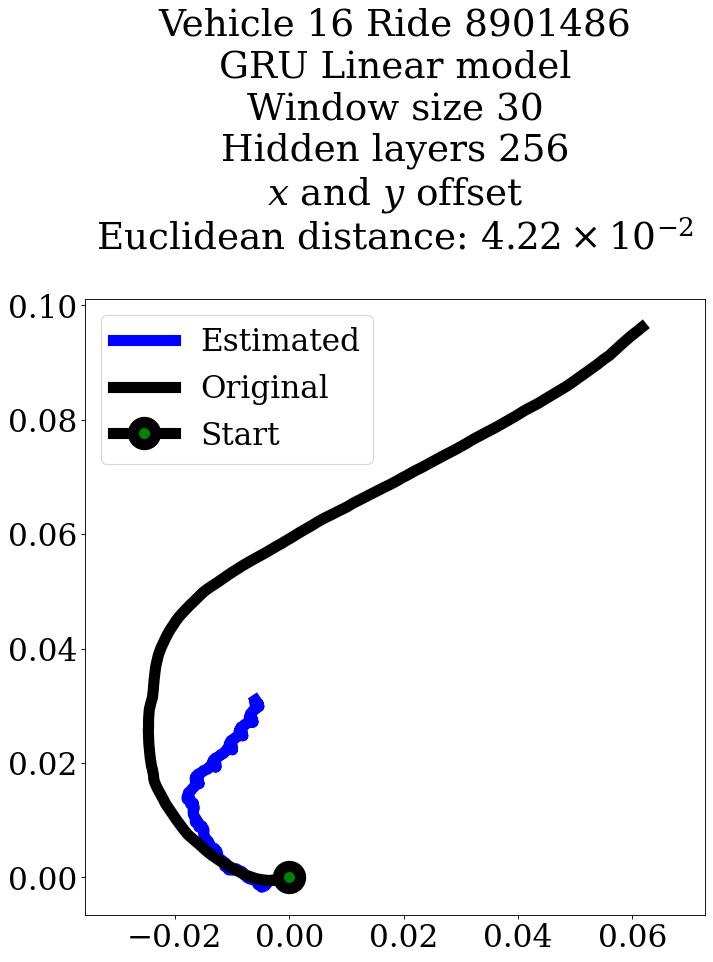 Vehicle 16 Ride 8901486
GRU Linear model
Window size 30
Hidden layers 256
x and y offset
Euclidean distance: 4.22 × 10⁻²
Estimated
Original
Start
0.10
0.08
0.06
0.04
0.02
0.00
−0.02 0.00 0.02 0.04 0.06